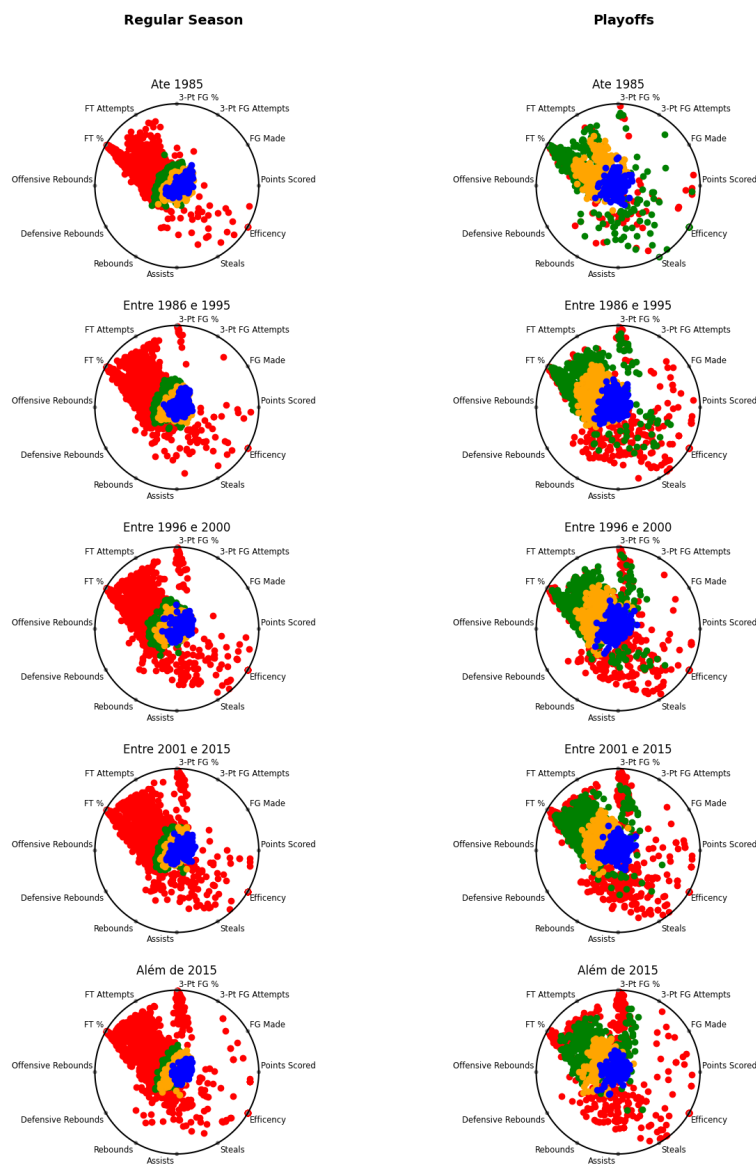 Regular Season
Playoffs
Ate 1985
3-Pt FG %
FT Attempts
3-Pt FG Attempts
FT %
FG Made
Offensive Rebounds
Points Scored
Defensive Rebounds
Efficency
Rebounds
Steals
Assists
Ate 1985
3-Pt FG %
FT Attempts
3-Pt FG Attempts
FT %
FG Made
Offensive Rebounds
Points Scored
Defensive Rebounds
Efficency
Rebounds
Steals
Assists
Entre 1986 e 1995
3-Pt FG %
FT Attempts
3-Pt FG Attempts
FT %
FG Made
Offensive Rebounds
Points Scored
Defensive Rebounds
Efficency
Rebounds
Steals
Assists
Entre 1986 e 1995
3-Pt FG %
FT Attempts
3-Pt FG Attempts
FT %
FG Made
Offensive Rebounds
Points Scored
Defensive Rebounds
Efficency
Rebounds
Steals
Assists
Entre 1996 e 2000
3-Pt FG %
FT Attempts
3-Pt FG Attempts
FT %
FG Made
Offensive Rebounds
Points Scored
Defensive Rebounds
Efficency
Rebounds
Steals
Assists
Entre 1996 e 2000
3-Pt FG %
FT Attempts
3-Pt FG Attempts
FT %
FG Made
Offensive Rebounds
Points Scored
Defensive Rebounds
Efficency
Rebounds
Steals
Assists
Entre 2001 e 2015
3-Pt FG %
FT Attempts
3-Pt FG Attempts
FT %
FG Made
Offensive Rebounds
Points Scored
Defensive Rebounds
Efficency
Rebounds
Steals
Assists
Entre 2001 e 2015
3-Pt FG %
FT Attempts
3-Pt FG Attempts
FT %
FG Made
Offensive Rebounds
Points Scored
Defensive Rebounds
Efficency
Rebounds
Steals
Assists
Além de 2015
3-Pt FG %
FT Attempts
3-Pt FG Attempts
FT %
FG Made
Offensive Rebounds
Points Scored
Defensive Rebounds
Efficency
Rebounds
Steals
Assists
Além de 2015
3-Pt FG %
FT Attempts
3-Pt FG Attempts
FT %
FG Made
Offensive Rebounds
Points Scored
Defensive Rebounds
Efficency
Rebounds
Steals
Assists